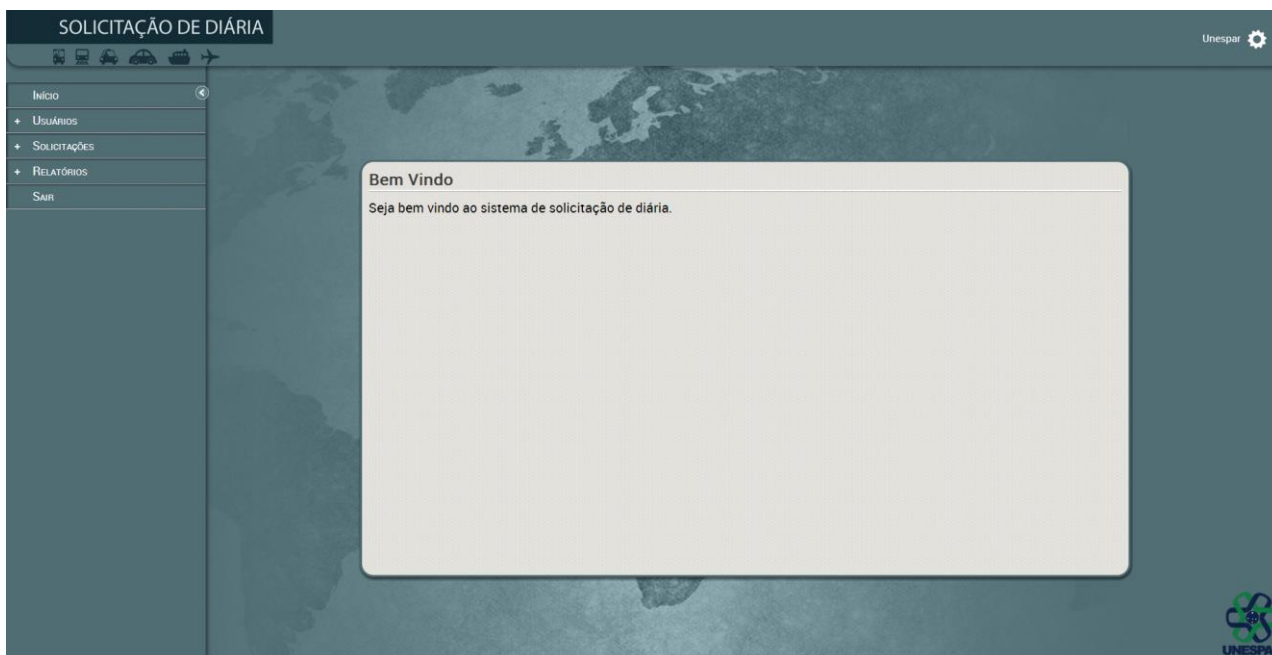 SOLICITAÇÃO DE DIÁRIA
Unespar
Início
+ Usuários
+ Solicitações
+ Relatórios
Sair
Bem Vindo
Seja bem vindo ao sistema de solicitação de diária.
UNESPA